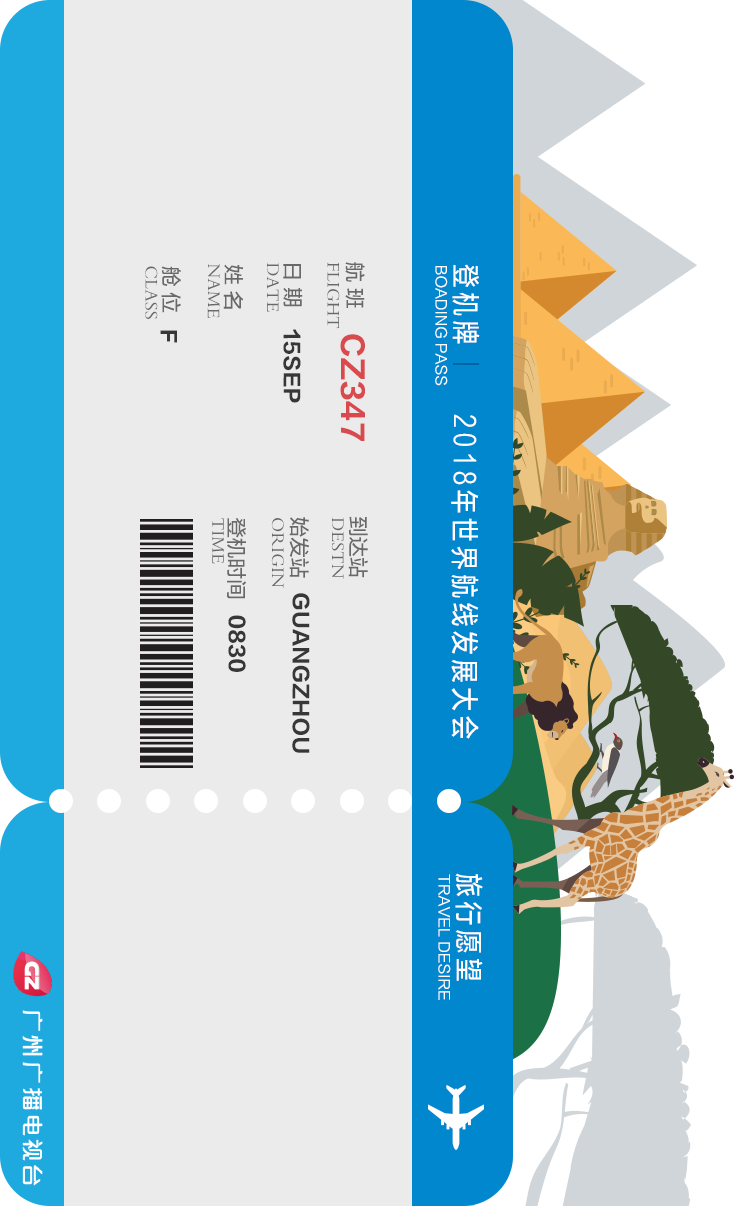 登机牌 | 2018年世界航线发展大会
BOADING PASS
航班 CZ347
FLIGHT
到达站
DESTN
日期 15SEP
DATE
始发站 GUANGZHOU
ORIGIN
姓名
NAME
登机时间 0830
TIME
舱位 F
CLASS
旅行愿望
TRAVEL DESIRE
GZ 广州广播电视台